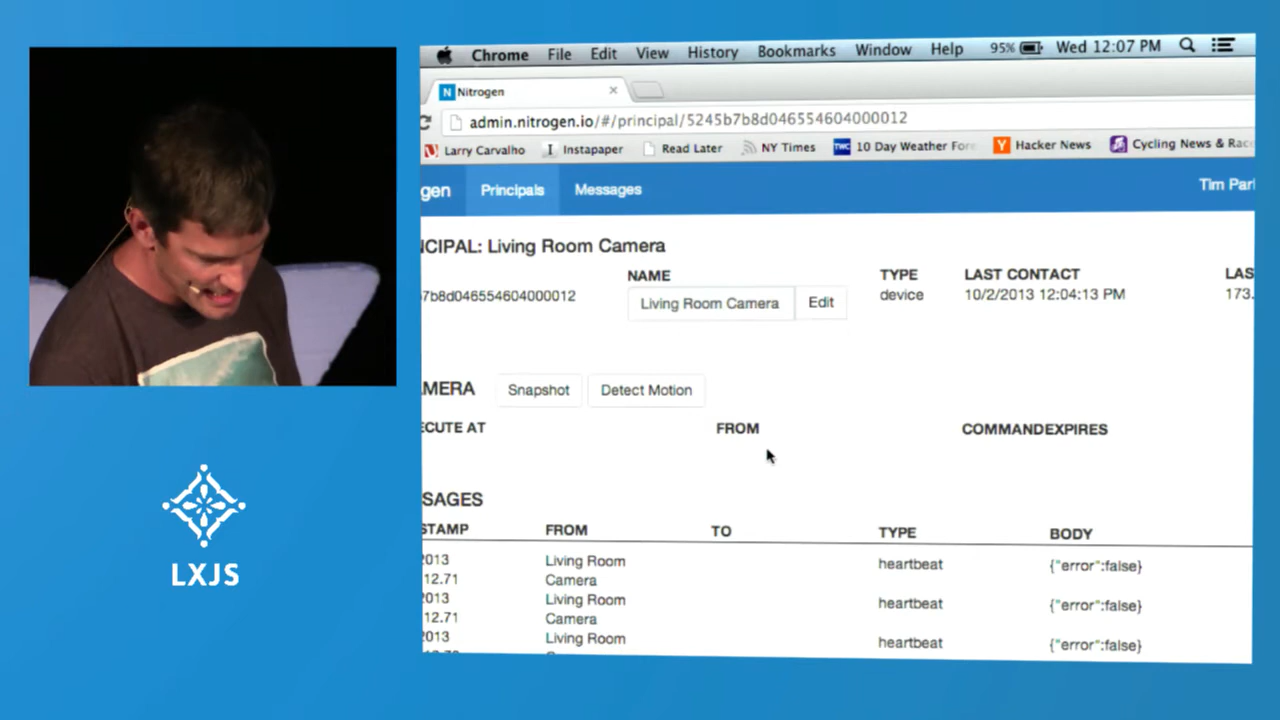 Chrome File Edit View History Bookmarks Window Help 95% Wed 12:07 PM
N Nitrogen
admin.nitrogen.io/#/principal/5245b7b8d046554604000012
Larry Carvalho Instapaper Read Later NY Times TWC 10 Day Weather Fore Y Hacker News Cycling News & Race
gen Principals Messages Tim Par
NCIPAL: Living Room Camera
NAME TYPE LAST CONTACT LAS
7b8d046554604000012 Living Room Camera Edit device 10/2/2013 12:04:13 PM 173.
AMERA Snapshot Detect Motion
ECUTE AT FROM COMMANDEXPIRES
SAGES
STAMP FROM TO TYPE BODY
2013 Living Room heartbeat {"error":false}
12.71 Camera
2013 Living Room heartbeat {"error":false}
12.71 Camera
2013 Living Room heartbeat {"error":false}
LXJS